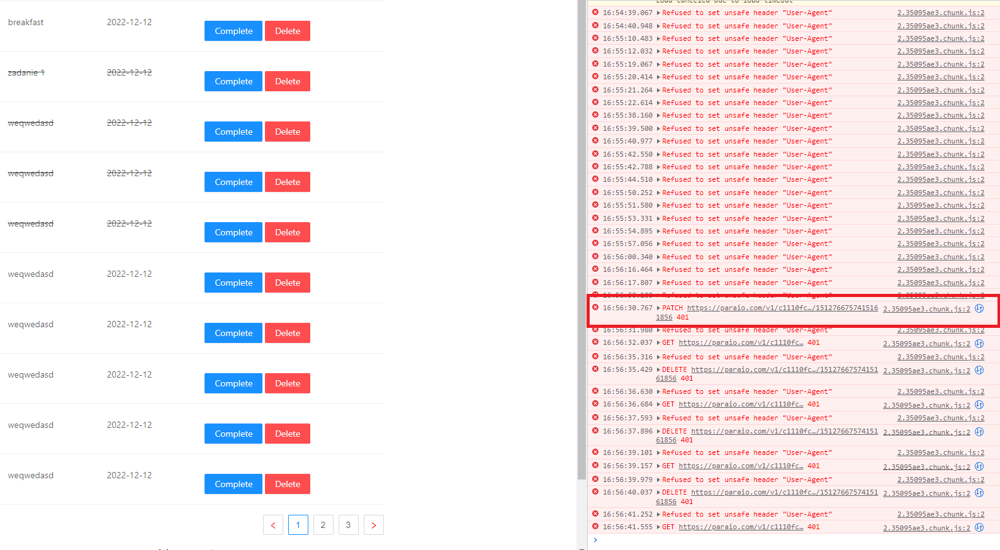 breakfast 2022-12-12 Complete Delete
zadanie 1 2022-12-12 Complete Delete
weqwedasd 2022-12-12 Complete Delete
weqwedasd 2022-12-12 Complete Delete
weqwedasd 2022-12-12 Complete Delete
weqwedasd 2022-12-12 Complete Delete
weqwedasd 2022-12-12 Complete Delete
weqwedasd 2022-12-12 Complete Delete
weqwedasd 2022-12-12 Complete Delete
weqwedasd 2022-12-12 Complete Delete
< 1 2 3 >
Load canceled due to load timeout
16:54:39.067 Refused to set unsafe header "User-Agent" 2.35095ae3.chunk.js:2
16:54:40.948 Refused to set unsafe header "User-Agent" 2.35095ae3.chunk.js:2
16:55:10.483 Refused to set unsafe header "User-Agent" 2.35095ae3.chunk.js:2
16:55:12.032 Refused to set unsafe header "User-Agent" 2.35095ae3.chunk.js:2
16:55:19.067 Refused to set unsafe header "User-Agent" 2.35095ae3.chunk.js:2
16:55:20.414 Refused to set unsafe header "User-Agent" 2.35095ae3.chunk.js:2
16:55:21.264 Refused to set unsafe header "User-Agent" 2.35095ae3.chunk.js:2
16:55:22.614 Refused to set unsafe header "User-Agent" 2.35095ae3.chunk.js:2
16:55:38.160 Refused to set unsafe header "User-Agent" 2.35095ae3.chunk.js:2
16:55:39.500 Refused to set unsafe header "User-Agent" 2.35095ae3.chunk.js:2
16:55:40.977 Refused to set unsafe header "User-Agent" 2.35095ae3.chunk.js:2
16:55:42.550 Refused to set unsafe header "User-Agent" 2.35095ae3.chunk.js:2
16:55:42.788 Refused to set unsafe header "User-Agent" 2.35095ae3.chunk.js:2
16:55:44.510 Refused to set unsafe header "User-Agent" 2.35095ae3.chunk.js:2
16:55:50.252 Refused to set unsafe header "User-Agent" 2.35095ae3.chunk.js:2
16:55:51.580 Refused to set unsafe header "User-Agent" 2.35095ae3.chunk.js:2
16:55:53.331 Refused to set unsafe header "User-Agent" 2.35095ae3.chunk.js:2
16:55:54.895 Refused to set unsafe header "User-Agent" 2.35095ae3.chunk.js:2
16:55:57.056 Refused to set unsafe header "User-Agent" 2.35095ae3.chunk.js:2
16:56:00.340 Refused to set unsafe header "User-Agent" 2.35095ae3.chunk.js:2
16:56:16.464 Refused to set unsafe header "User-Agent" 2.35095ae3.chunk.js:2
16:56:17.807 Refused to set unsafe header "User-Agent" 2.35095ae3.chunk.js:2
Refused to set unsafe header "User-Agent" 2.35095ae3.chunk.js:2
16:56:30.767 PATCH https://paraio.com/v1/c1110fc…/151276675741516 2.35095ae3.chunk.js:2
1856 401
16:56:31.980 Refused to set unsafe header "User-Agent" 2.35095ae3.chunk.js:2
16:56:32.037 GET https://paraio.com/v1/c1110fc… 401 2.35095ae3.chunk.js:2
16:56:35.316 Refused to set unsafe header "User-Agent" 2.35095ae3.chunk.js:2
16:56:35.429 DELETE https://paraio.com/v1/c1110fc…/15127667574151 2.35095ae3.chunk.js:2
61856 401
16:56:36.630 Refused to set unsafe header "User-Agent" 2.35095ae3.chunk.js:2
16:56:36.684 GET https://paraio.com/v1/c1110fc… 401 2.35095ae3.chunk.js:2
16:56:37.593 Refused to set unsafe header "User-Agent" 2.35095ae3.chunk.js:2
16:56:37.896 DELETE https://paraio.com/v1/c1110fc…/15127667574151 2.35095ae3.chunk.js:2
61856 401
16:56:39.101 Refused to set unsafe header "User-Agent" 2.35095ae3.chunk.js:2
16:56:39.157 GET https://paraio.com/v1/c1110fc… 401 2.35095ae3.chunk.js:2
16:56:39.979 Refused to set unsafe header "User-Agent" 2.35095ae3.chunk.js:2
16:56:40.037 DELETE https://paraio.com/v1/c1110fc…/15127667574151 2.35095ae3.chunk.js:2
61856 401
16:56:41.252 Refused to set unsafe header "User-Agent" 2.35095ae3.chunk.js:2
16:56:41.555 GET https://paraio.com/v1/c1110fc… 401 2.35095ae3.chunk.js:2